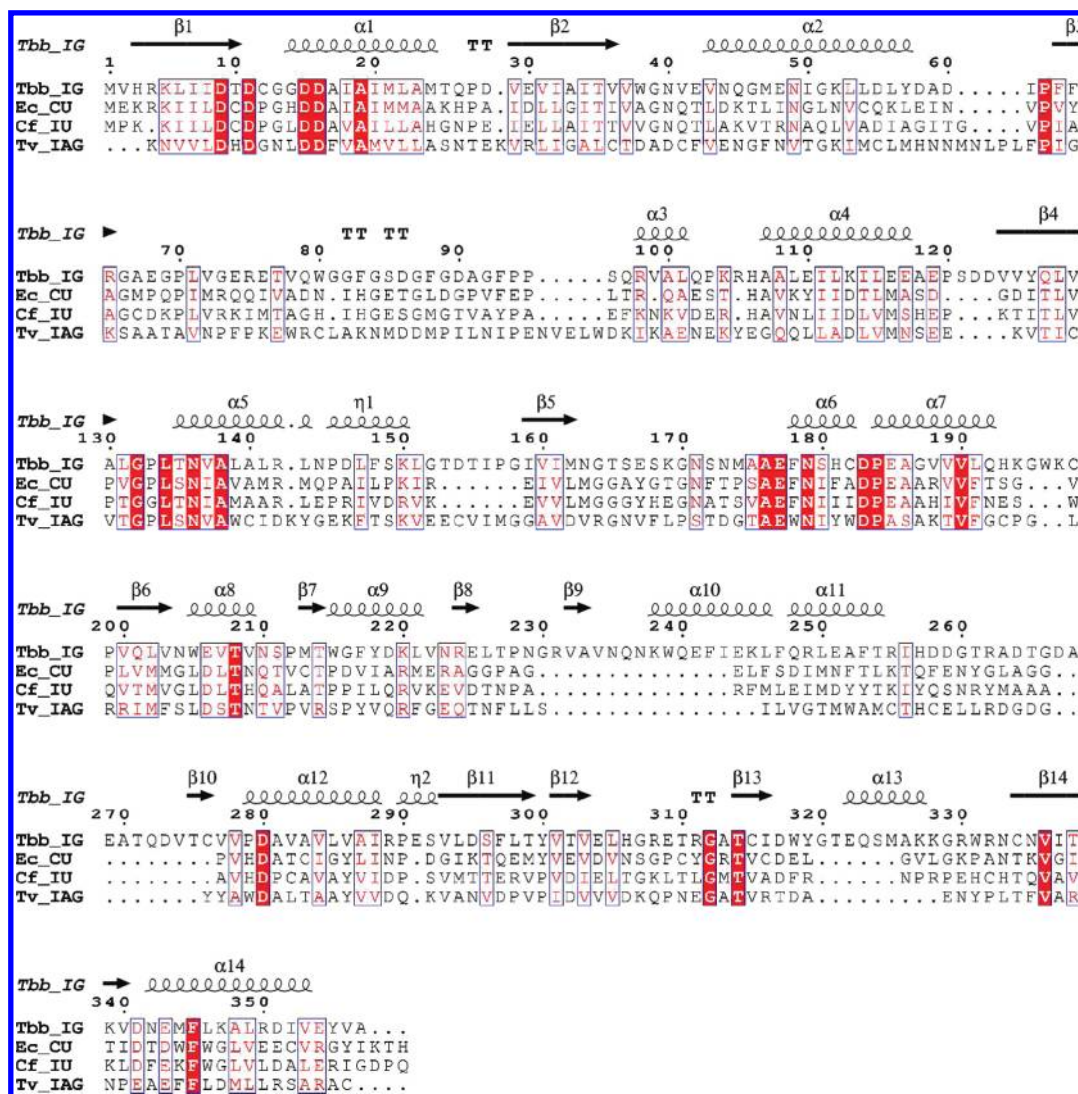 β1 α1 β2 α2 β3
Tbb_IG TT
1 10 20 30 40 50 60
Tbb_IG MVHRKLIIDTDCGGDDAIAIMLAMTQPD.VEVIAITVVWGNVEVNQGMENIGKLLDLYDAD.....IPFF
Ec_CU MEKRKIILDCDPGHDDAIAIMMAAKHPA.IDLLGITIVAGNQTLDKTLINGLNVCQKLEIN.....VPVY
Cf_IU MPK.KIILDCDPGLDDAVAILLAHGNPE.IELLAITTVVGNQTLAKVTRNAQLVADIAGITG....VPIA
Tv_IAG ...KNVVLDHDGNLDDFVAMVLLASNTEKVRLIGALCTDADCFVENGFNVTGKIMCLMHNNMNLPLFPIG
α3 α4 β4
Tbb_IG TT TT
70 80 90 100 110 120
Tbb_IG RGAEGPLVGERETVQWGGFGSDGFGDAGFPP.....SQRVALQPKRHAALEILKILEEAEPSDDVVYQLV
Ec_CU AGMPQPIMRQQIVADN.IHGETGLDGPVFEP.....LTR.QAEST.HAVKYIIDTLMASD....GDITLV
Cf_IU AGCDKPLVRKIMTAGH.IHGESGMGTVAYPA.....EFKNKVDER.HAVNLIIDLVMSHEP...KTITLV
Tv_IAG KSAATAVNPFPKEWRCLAKNMDDMPILNIPENVELWDKIKAENEKYEGQQLLADLVMNSEE....KVTIC
α5 η1 β5 α6 α7
Tbb_IG
130 140 150 160 170 180 190
Tbb_IG ALGPLTNVALALR.LNPDLFSKLGTDTIPGIVIMNGTSESKGNSNMAAEFNSHCDPEAGVVVLQHKGWKC
Ec_CU PVGPLSNIAVAMR.MQPAILPKIR......EIVLMGGAYGTGNFTPSAEFNIFADPEAARVVFTSG...V
Cf_IU PTGGLTNIAMAAR.LEPRIVDRVK......EVVLMGGGYHEGNATSVAEFNIIIDPEAAHIVFNES...W
Tv_IAG VTGPLSNVAWCIDKYGEKFTSKVEECVIMGGAVDVRGNVFLPSTDGTAEWNIYWDPASAKTVFGCPG..L
β6 α8 β7 α9 β8 β9 α10 α11
Tbb_IG
200 210 220 230 240 250 260
Tbb_IG PVQLVNWEVTVNSPMTWGFYDKLVNRELTPNGRVAVNQNKWQEFIEKLFQRLEAFTRIHDDGTRADTGDA
Ec_CU PLVMMGLDLTNQTVCTPDVIARMERAGGPAG................ELFSDIMNFTLKTQFENYGLAGG..
Cf_IU QVTMVGLDLTHQALATPPILQRVKEVDTNPA................RFMLEIMDYYTKIYQSNRYMAAA..
Tv_IAG RRIMFSLDSTNTVPVRSPYVQRFGEQTNFLLS...............ILVGTMWAMCTHCELLRDGDG..
β10 α12 η2 β11 β12 β13 α13 β14
Tbb_IG TT
270 280 290 300 310 320 330
Tbb_IG EATQDVTCVVPDAVAVLVAIRPESVLDSFLTYVTVELHGRETRGATCIDWYGTEQSMAKKGRWRNCNVIT
Ec_CU ........PVHDATCIGYLINP.DGIKTQEMYVEVDVNSGPCYGRTVCDEL......GVLGKPANTKVGI
Cf_IU ........AVHDPCAVAYVIDP.SVMTTERVPVDIELTGKLTLGMTVADFR......NPRPEHCHTQVAV
Tv_IAG .......YYAWDALTAAYVVDQ.KVANVDPVPIDVVVDKQPNEGATVRTDA........ENYPLTFVAR
α14
Tbb_IG
340 350
Tbb_IG KVDNEMFLKALRDIVEYVA...
Ec_CU TIDTDWFWGLVEECVRGYIKTH
Cf_IU KLDFEKFWGLVLDALERIGDPQ
Tv_IAG NPEAEFFLDMLLRSARAC....